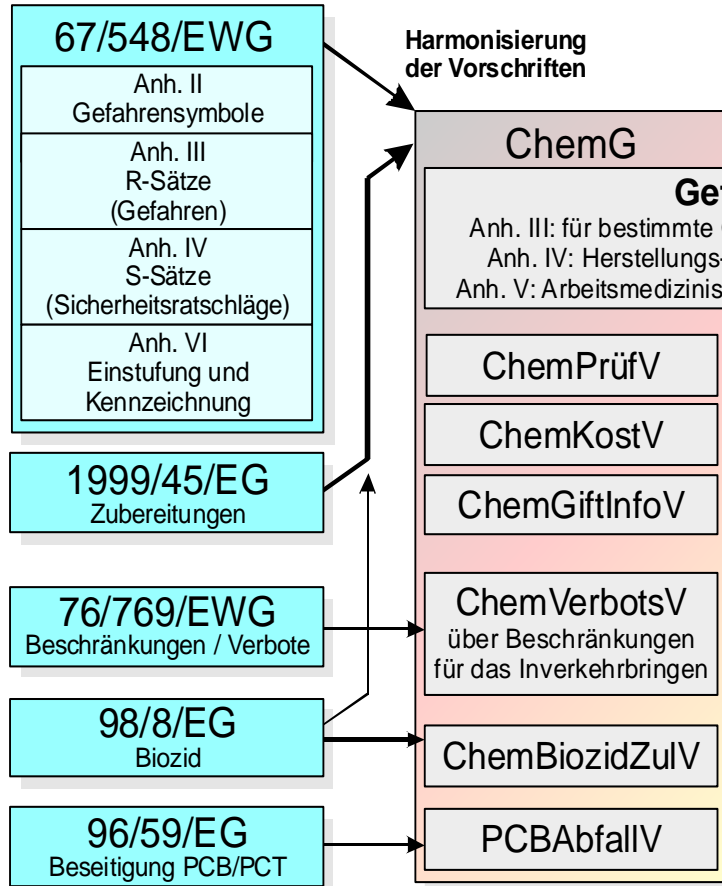 67/548/EWG
Anh. II
Gefahrensymbole
Anh. III
R-Sätze
(Gefahren)
Anh. IV
S-Sätze
(Sicherheitsratschläge)
Anh. VI
Einstufung und
Kennzeichnung
1999/45/EG
Zubereitungen
76/769/EWG
Beschränkungen / Verbote
98/8/EG
Biozid
96/59/EG
Beseitigung PCB/PCT
Harmonisierung
der Vorschriften
ChemG
Anh. III: für bestimmte
Anh. IV: Herstellungs-
Anh. V:
ChemPrüfV
ChemKostV
ChemGiftInfoV
ChemVerbotsV
über Beschränkungen
für das Inverkehrbringen
ChemBiozidZulV
PCBAbfallV